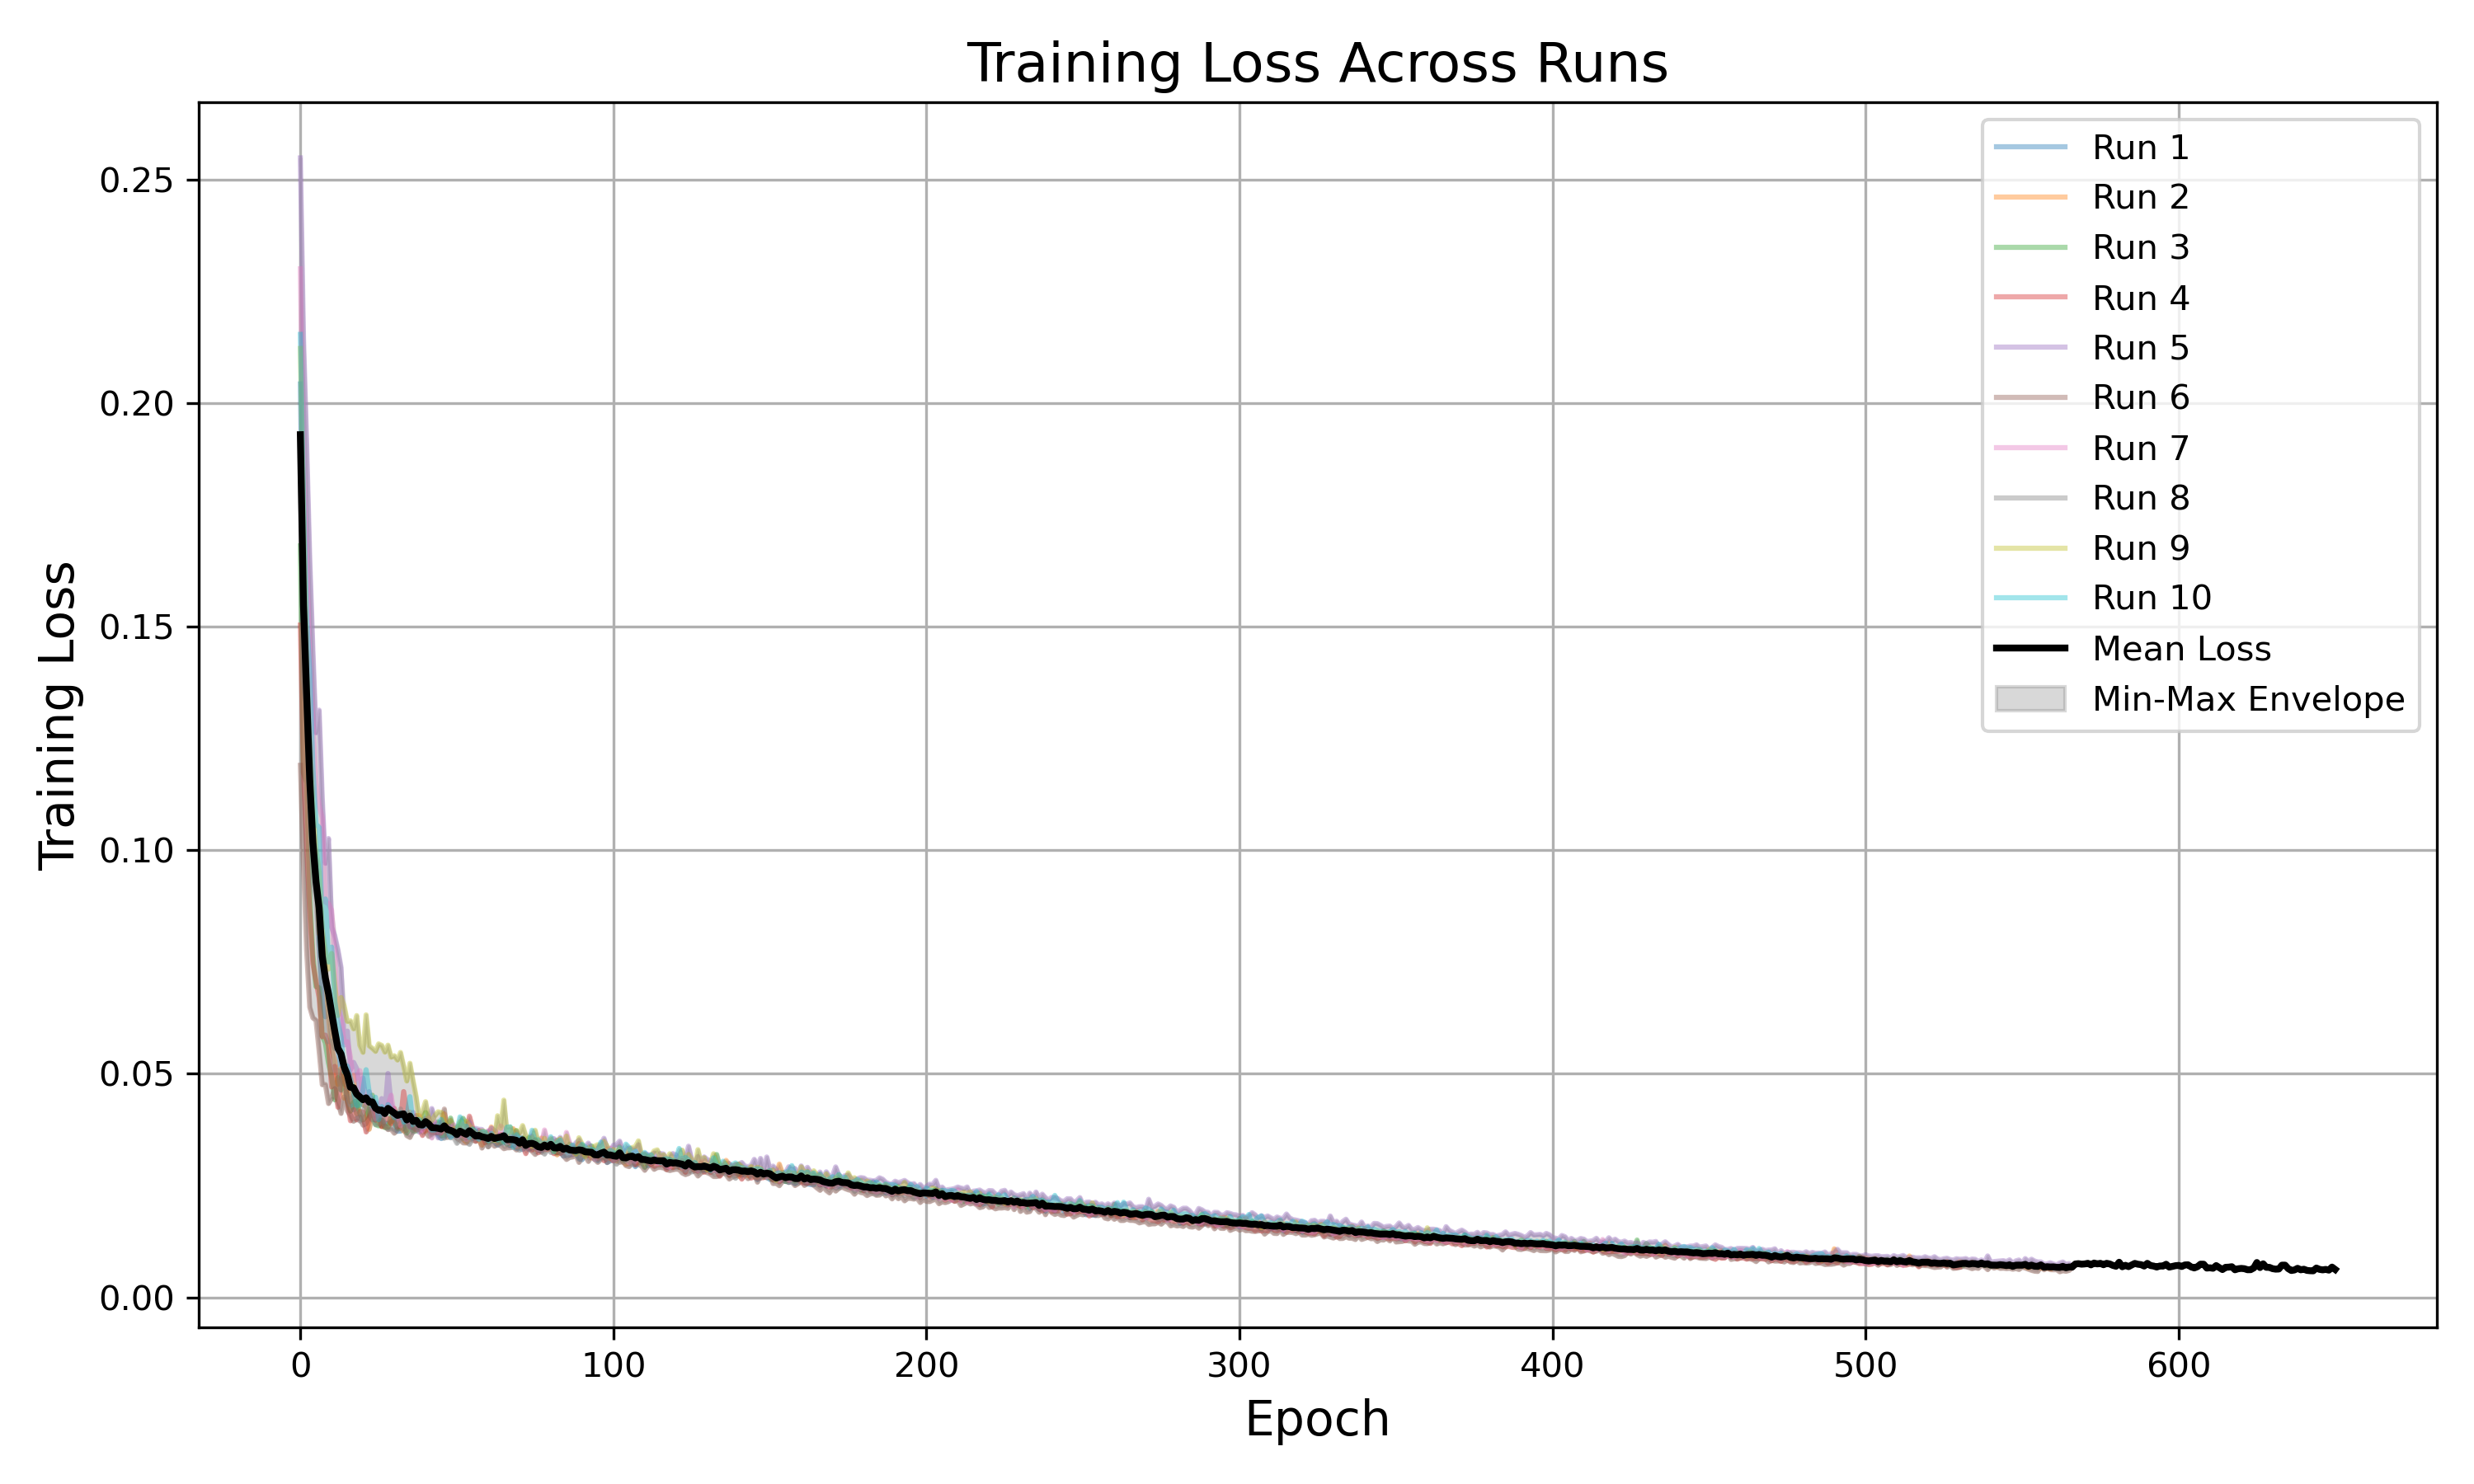 Training Loss Across Runs
Training Loss
0.25
0.20
0.15
0.10
0.05
0.00
0 100 200 300 400 500 600
Epoch
Run 1
Run 2
Run 3
Run 4
Run 5
Run 6
Run 7
Run 8
Run 9
Run 10
Mean Loss
Min-Max Envelope